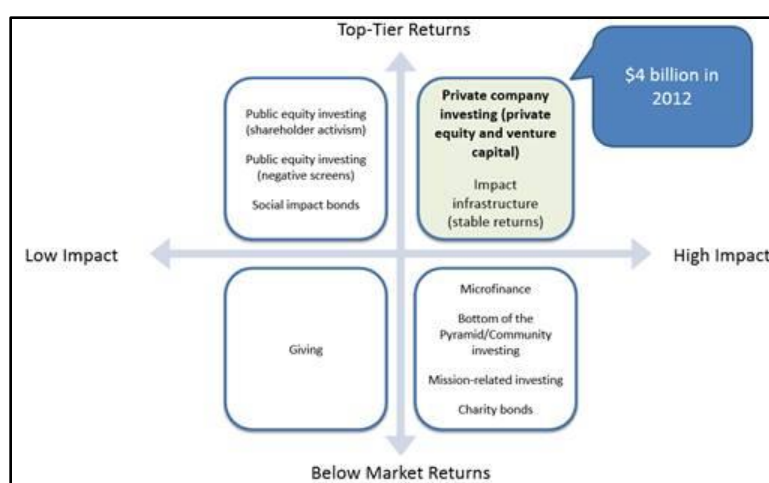 Top-Tier Returns
$4 billion in
2012
Public equity investing
(shareholder activism)
Public equity investing
(negative screens)
Social impact bonds
Private company
investing (private
equity and venture
capital)
Impact
infrastructure
(stable returns)
Low Impact
High Impact
Giving
Microfinance
Bottom of the
Pyramid/Community
investing
Mission-related investing
Charity bonds
Below Market Returns